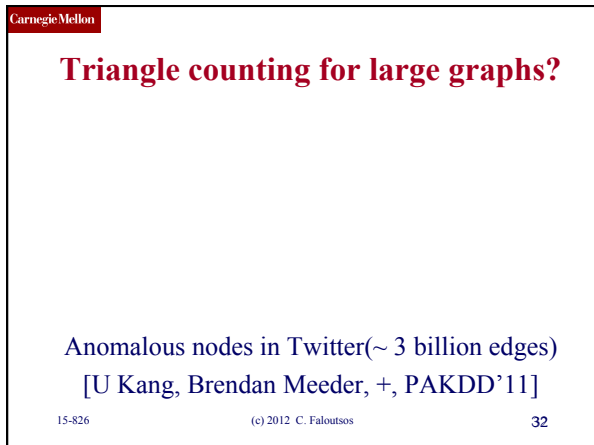 Carnegie Mellon
Triangle counting for large graphs?
Anomalous nodes in Twitter(~ 3 billion edges)
[U Kang, Brendan Meeder, +, PAKDD’11]
15-826 (c) 2012 C. Faloutsos 32